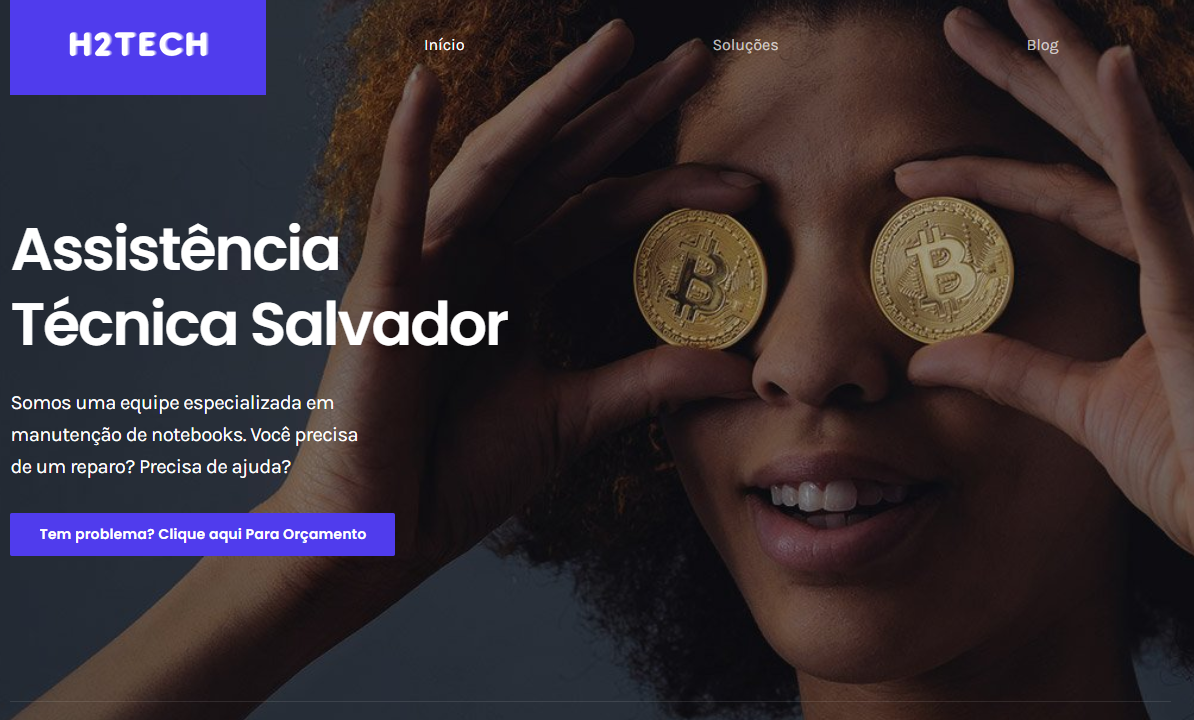 H2TECH
Início
Soluções
Blog
Assistência
Técnica Salvador
Somos uma equipe especializada em
manutenção de notebooks. Você precisa
de um reparo? Precisa de ajuda?
Tem problema? Clique aqui Para Orçamento